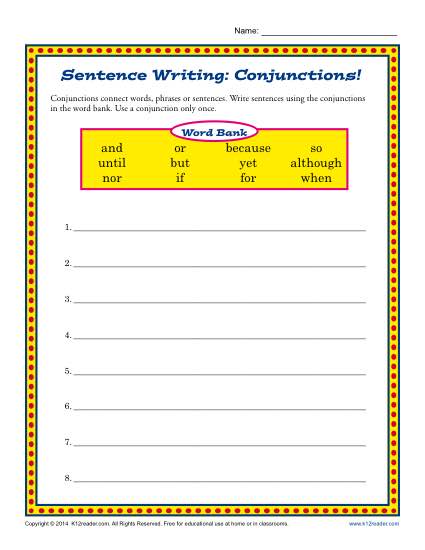 Name:
Sentence Writing: Conjunctions!
Conjunctions connect words, phrases or sentences. Write sentences using the conjunctions
in the word bank. Use a conjunction only once.
Word Bank
and or because so
until but yet although
nor if for when
1.
2.
3.
4.
5.
6.
7.
8.
Copyright © 2014 K12reader.com. All Rights Reserved. Free for educational use at home or in classrooms. www.k12reader.com